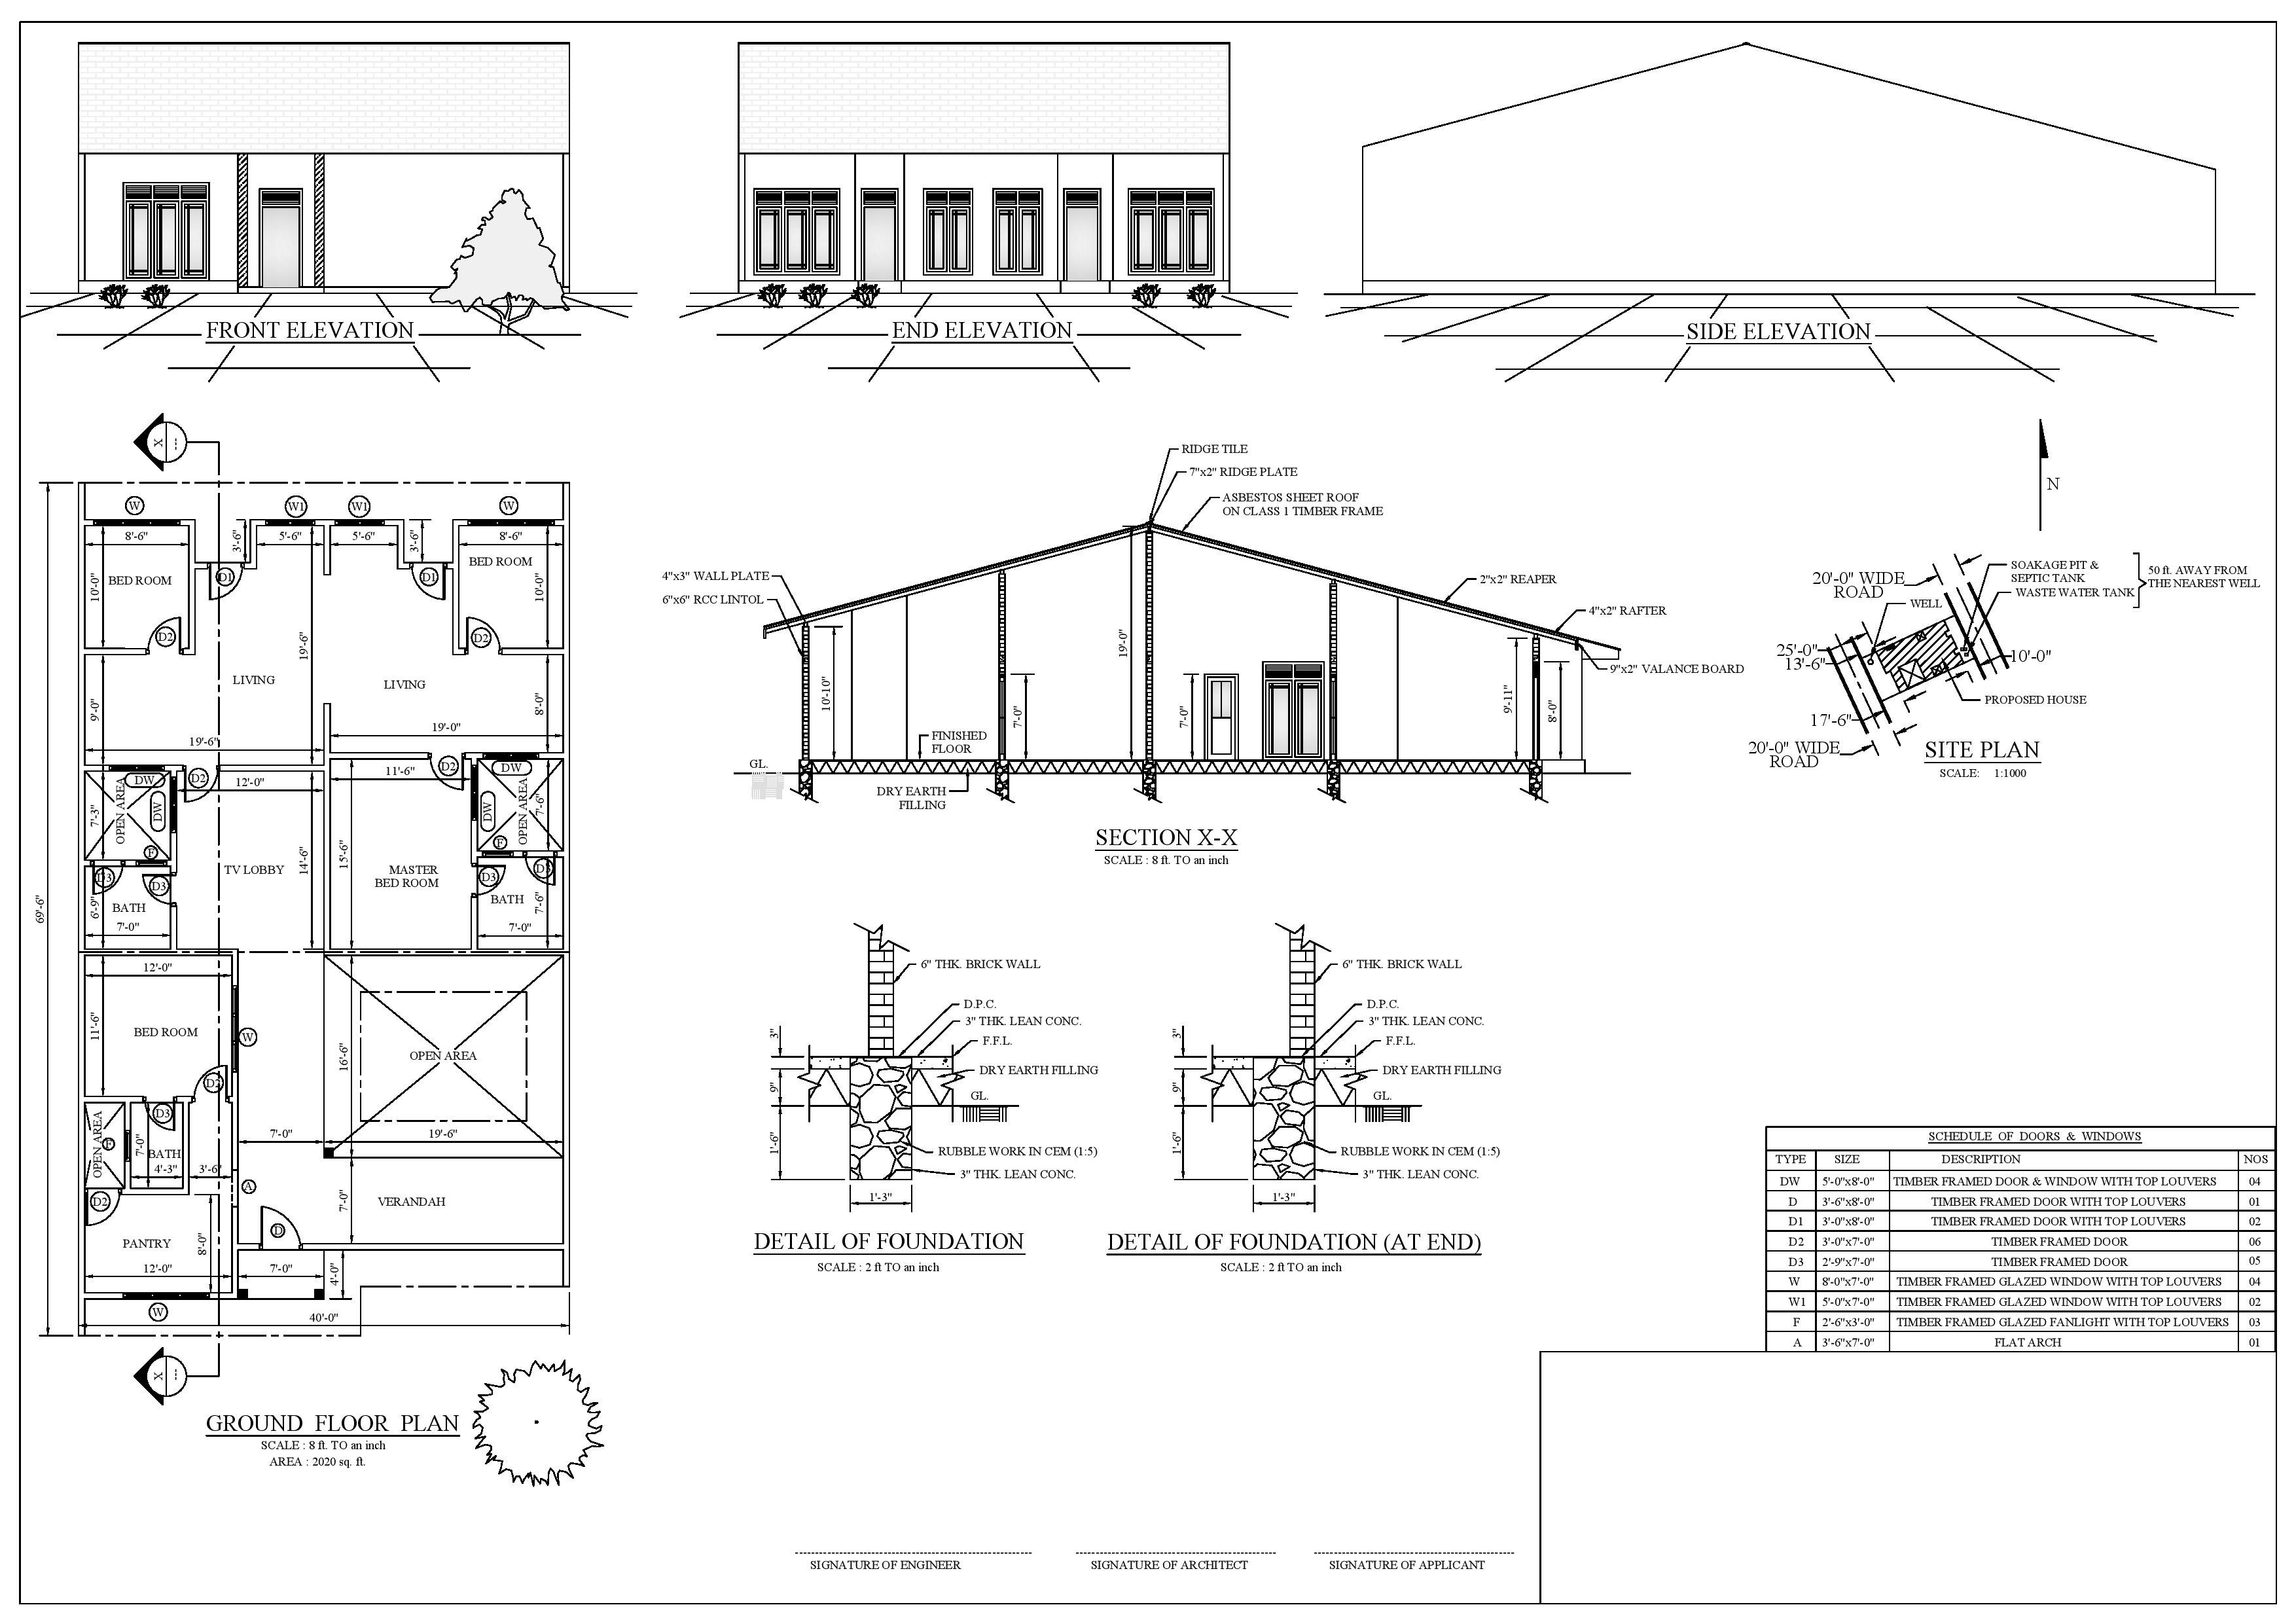 FRONT ELEVATION
END ELEVATION
SIDE ELEVATION
X
---
W
W1
W1
W
8'-6"
3'-6"
5'-6"
5'-6"
3'-6"
8'-6"
BED ROOM
10'-0"
D1
D1
BED ROOM
10'-0"
D2
D2
19'-6"
LIVING
LIVING
9'-0"
19'-6"
19'-0"
8'-0"
DW
D2
12'-0"
11'-6"
D2
DW
7'-3"
OPEN AREA
DW
DW
OPEN AREA
7'-6"
F
F
TV LOBBY
14'-6"
15'-6"
MASTER
BED ROOM
D3
D3
D3
D3
6'-9"
BATH
7'-0"
BATH
7'-6"
7'-0"
69'-6"
12'-0"
11'-6"
BED ROOM
W
16'-6"
OPEN AREA
D2
D3
OPEN AREA
F
7'-0"
BATH
4'-3"
3'-6"
7'-0"
19'-6"
A
D2
7'-0"
VERANDAH
D
PANTRY
8'-0"
12'-0"
7'-0"
4'-0"
W
40'-0"
X
---
GROUND FLOOR PLAN
SCALE : 8 ft. TO an inch
AREA : 2020 sq. ft.
RIDGE TILE
7"x2" RIDGE PLATE
ASBESTOS SHEET ROOF
ON CLASS 1 TIMBER FRAME
4"x3" WALL PLATE
6"x6" RCC LINTOL
2"x2" REAPER
4"x2" RAFTER
9"x2" VALANCE BOARD
10'-10"
7'-0"
19'-0"
7'-0"
9'-11"
8'-0"
FINISHED
FLOOR
GL.
DRY EARTH
FILLING
SECTION X-X
SCALE : 8 ft. TO an inch
N
20'-0" WIDE
ROAD
SOAKAGE PIT &
SEPTIC TANK
WASTE WATER TANK
50 ft. AWAY FROM
THE NEAREST WELL
WELL
25'-0"
13'-6"
10'-0"
PROPOSED HOUSE
17'-6"
20'-0" WIDE
ROAD
SITE PLAN
SCALE: 1:1000
6" THK. BRICK WALL
D.P.C.
3" THK. LEAN CONC.
F.F.L.
DRY EARTH FILLING
GL.
3"
9"
1'-6"
RUBBLE WORK IN CEM (1:5)
3" THK. LEAN CONC.
1'-3"
DETAIL OF FOUNDATION
SCALE : 2 ft TO an inch
6" THK. BRICK WALL
D.P.C.
3" THK. LEAN CONC.
F.F.L.
DRY EARTH FILLING
GL.
3"
9"
1'-6"
RUBBLE WORK IN CEM (1:5)
3" THK. LEAN CONC.
1'-3"
DETAIL OF FOUNDATION (AT END)
SCALE : 2 ft TO an inch
SCHEDULE OF DOORS & WINDOWS
TYPE SIZE DESCRIPTION NOS
DW 5'-0"x8'-0" TIMBER FRAMED DOOR & WINDOW WITH TOP LOUVERS 04
D 3'-6"x8'-0" TIMBER FRAMED DOOR WITH TOP LOUVERS 01
D1 3'-0"x8'-0" TIMBER FRAMED DOOR WITH TOP LOUVERS 02
D2 3'-0"x7'-0" TIMBER FRAMED DOOR 06
D3 2'-9"x7'-0" TIMBER FRAMED DOOR 05
W 8'-0"x7'-0" TIMBER FRAMED GLAZED WINDOW WITH TOP LOUVERS 04
W1 5'-0"x7'-0" TIMBER FRAMED GLAZED WINDOW WITH TOP LOUVERS 02
F 2'-6"x3'-0" TIMBER FRAMED GLAZED FANLIGHT WITH TOP LOUVERS 03
A 3'-6"x7'-0" FLAT ARCH 01
SIGNATURE OF ENGINEER
SIGNATURE OF ARCHITECT
SIGNATURE OF APPLICANT